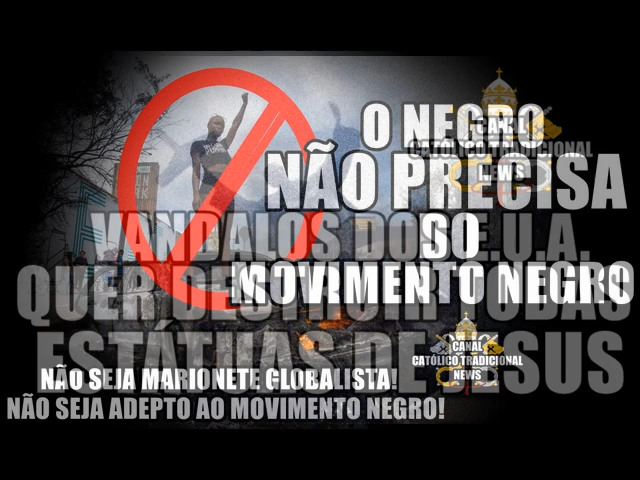 O NEGRO
NÃO PRECISA
MOVIMENTO NEGRO
CANAL
CATÓLICO TRADICIONAL
NEWS
VANDALOS DOS E.U.A.
QUER DESTRUIR TODAS
ESTÁTUAS DE JESUS
CANAL
CATÓLICO TRADICIONAL
NEWS
NÃO SEJA MARIONETE GLOBALISTA!
NÃO SEJA ADEPTO AO MOVIMENTO NEGRO!